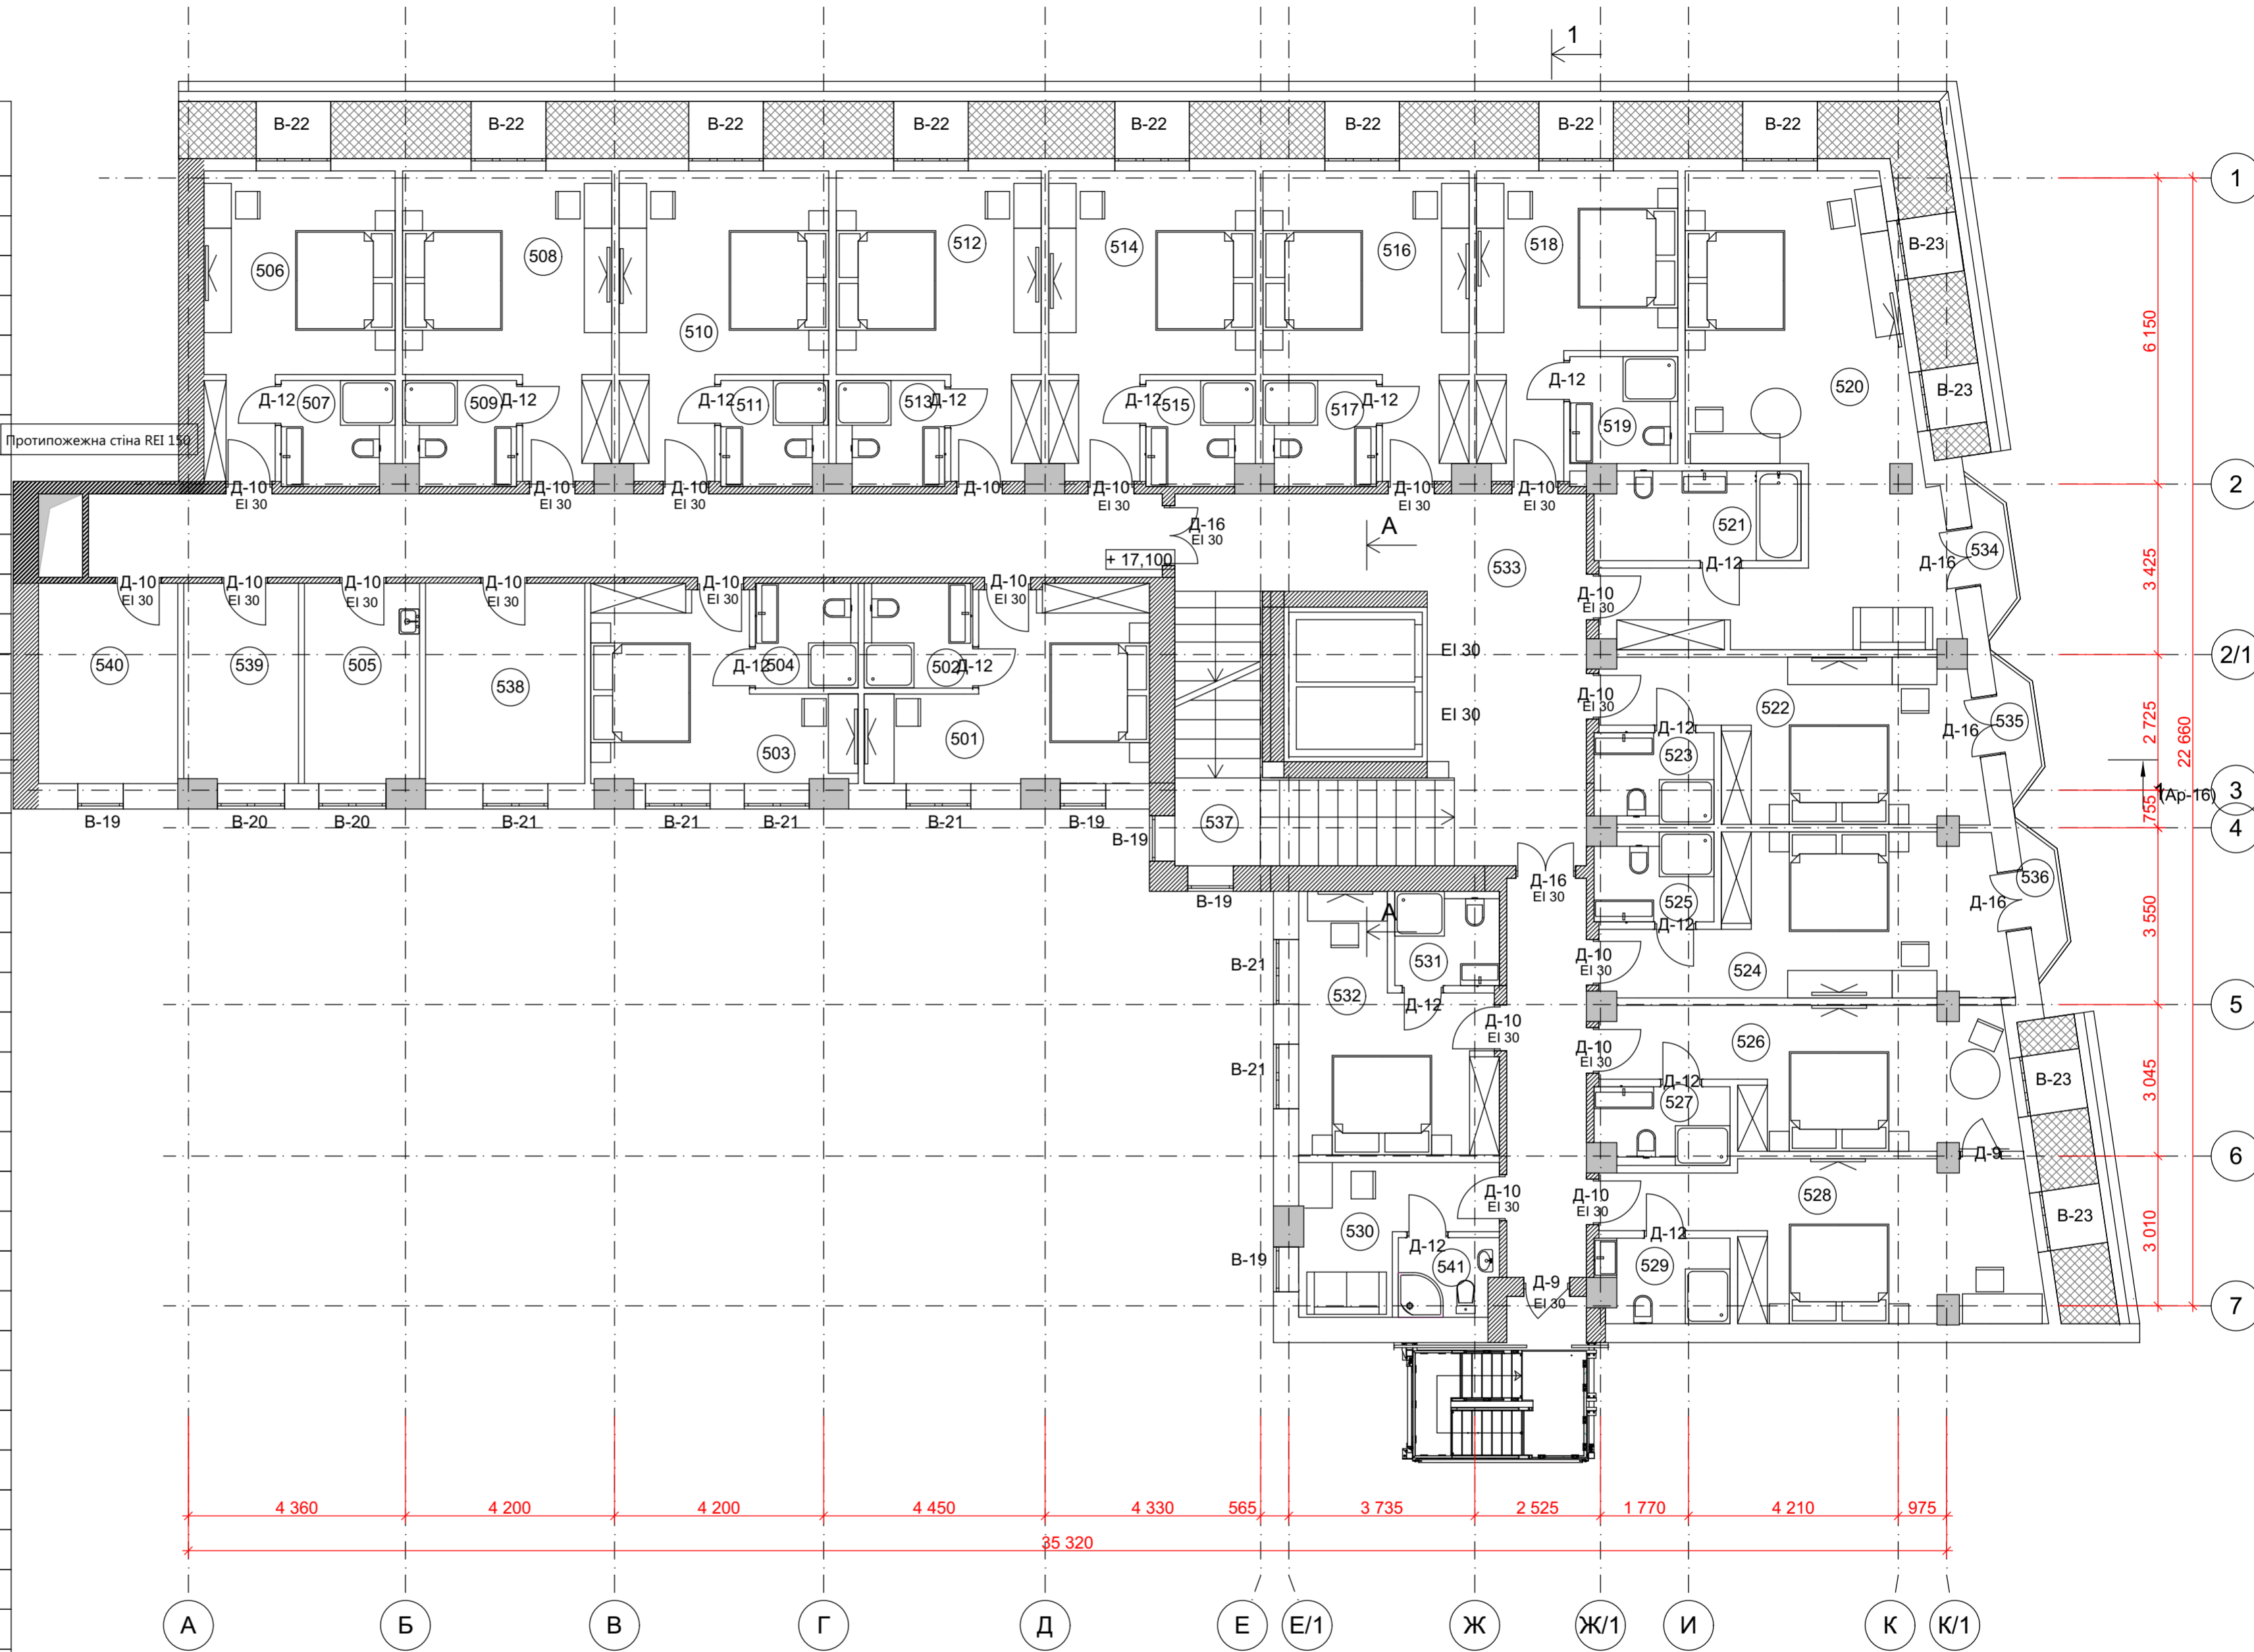 1
В-22 В-22 В-22 В-22 В-22 В-22 В-22 В-22
1
506 508 510 512 514 516 518 520
В-23
В-23
6 150
22 660
Д-12 507 509 Д-12 Д-12 511 513 Д-12 Д-12 515 517 Д-12 Д-12 519
Протипожежна стіна REI 150
Д-10 Д-10 Д-10 Д-10 Д-10 Д-10 Д-10
EI 30 EI 30 EI 30 EI 30 EI 30 EI 30
2
Д-16
EI 30
А
+ 17,100
533
521
Д-12
Д-16
534
3 425
Д-10 Д-10 Д-10 Д-10 Д-10 Д-10
EI 30 EI 30 EI 30 EI 30 EI 30 EI 30
Д-10
EI 30
540 539 505 538 Д-12 504 502 Д-12
503 501
EI 30
EI 30
2/1
Д-10
EI 30
522
Д-12
523
Д-16
535
2 725
1
(Ар-16)
3
755
4
В-19 В-20 В-20 В-21 В-21 В-21 В-21 В-19
В-19
537
В-19
Д-16
EI 30
А
525
Д-12
Д-16
536
3 550
В-21
531
532
Д-12
Д-10
EI 30
524
5
Д-10
EI 30
Д-10
EI 30
526
В-21
Д-12
527
В-23
3 045
Д-9
6
Д-10
EI 30
Д-10
EI 30
528
В-23
530
Д-12
541
В-19
Д-12
529
3 010
Д-9
EI 30
7
4 360 4 200 4 200 4 450 4 330 565 3 735 2 525 1 770 4 210 975
35 320
А Б В Г Д Е Е/1 Ж Ж/1 И К К/1